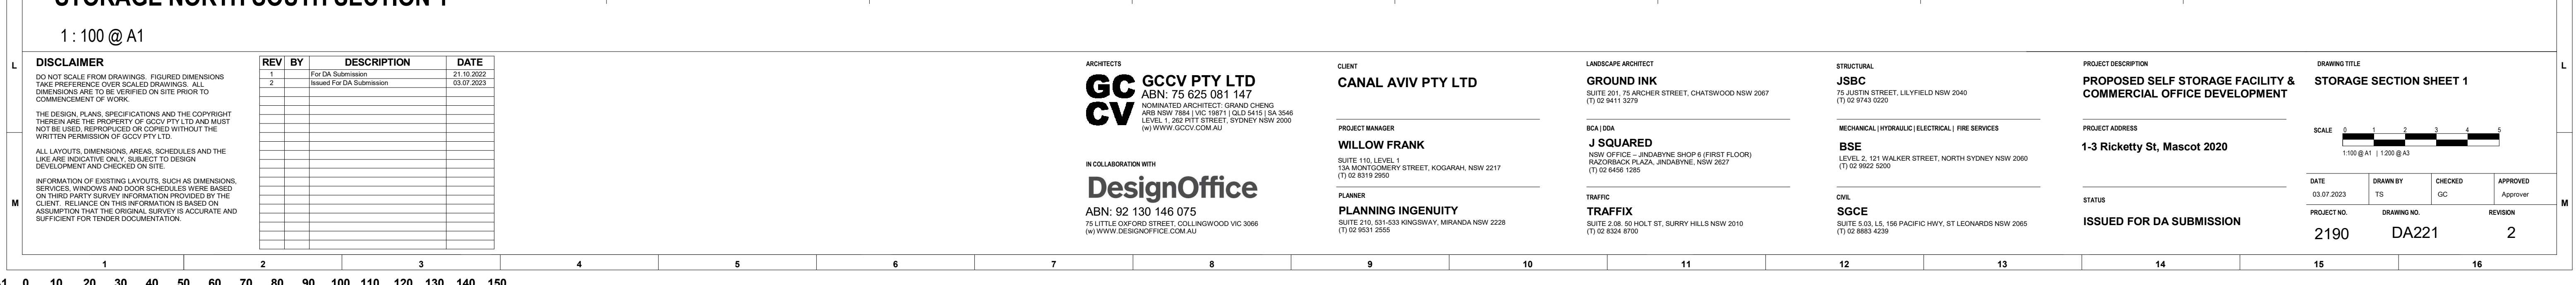 STORAGE NORTH SOUTH SECTION 1
1 : 100 @ A1
L
M
DISCLAIMER
DO NOT SCALE FROM DRAWINGS. FIGURED DIMENSIONS
TAKE PREFERENCE OVER SCALED DRAWINGS. ALL
DIMENSIONS ARE TO BE VERIFIED ON SITE PRIOR TO
COMMENCEMENT OF WORK.
THE DESIGN, PLANS, SPECIFICATIONS AND THE COPYRIGHT
THEREIN ARE THE PROPERTY OF GCCV PTY LTD AND MUST
NOT BE USED, REPROPUCED OR COPIED WITHOUT THE
WRITTEN PERMISSION OF GCCV PTY LTD.
ALL LAYOUTS, DIMENSIONS, AREAS, SCHEDULES AND THE
LIKE ARE INDICATIVE ONLY, SUBJECT TO DESIGN
DEVELOPMENT AND CHECKED ON SITE.
INFORMATION OF EXISTING LAYOUTS, SUCH AS DIMENSIONS,
SERVICES, WINDOWS AND DOOR SCHEDULES WERE BASED
ON THIRD PARTY SURVEY INFORMATION PROVIDED BY THE
CLIENT. RELIANCE ON THIS INFORMATION IS BASED ON
ASSUMPTION THAT THE ORIGINAL SURVEY IS ACCURATE AND
SUFFICIENT FOR TENDER DOCUMENTATION.
REV BY DESCRIPTION DATE
1 For DA Submission 21.10.2022
2 Issued For DA Submission 03.07.2023
ARCHITECTS
GC
CV
GCCV PTY LTD
ABN: 75 625 081 147
NOMINATED ARCHITECT: GRAND CHENG
ARB NSW 7884 | VIC 19871 | QLD 5415 | SA 3546
LEVEL 1, 262 PITT STREET, SYDNEY NSW 2000
(w) WWW.GCCV.COM.AU
IN COLLABORATION WITH
DesignOffice
ABN: 92 130 146 075
75 LITTLE OXFORD STREET, COLLINGWOOD VIC 3066
(w) WWW.DESIGNOFFICE.COM.AU
CLIENT
CANAL AVIV PTY LTD
PROJECT MANAGER
WILLOW FRANK
SUITE 110, LEVEL 1
13A MONTGOMERY STREET, KOGARAH, NSW 2217
(T) 02 8319 2950
PLANNER
PLANNING INGENUITY
SUITE 210, 531-533 KINGSWAY, MIRANDA NSW 2228
(T) 02 9531 2555
LANDSCAPE ARCHITECT
GROUND INK
SUITE 201, 75 ARCHER STREET, CHATSWOOD NSW 2067
(T) 02 9411 3279
BCA | DDA
J SQUARED
NSW OFFICE – JINDABYNE SHOP 6 (FIRST FLOOR)
RAZORBACK PLAZA, JINDABYNE, NSW 2627
(T) 02 6456 1285
TRAFFIC
TRAFFIX
SUITE 2.08. 50 HOLT ST, SURRY HILLS NSW 2010
(T) 02 8324 8700
STRUCTURAL
JSBC
75 JUSTIN STREET, LILYFIELD NSW 2040
(T) 02 9743 0220
MECHANICAL | HYDRAULIC | ELECTRICAL | FIRE SERVICES
BSE
LEVEL 2, 121 WALKER STREET, NORTH SYDNEY NSW 2060
(T) 02 9922 5200
CIVIL
SGCE
SUITE 5.03, L5, 156 PACIFIC HWY, ST LEONARDS NSW 2065
(T) 02 8883 4239
PROJECT DESCRIPTION
PROPOSED SELF STORAGE FACILITY &
COMMERCIAL OFFICE DEVELOPMENT
PROJECT ADDRESS
1-3 Ricketty St, Mascot 2020
STATUS
ISSUED FOR DA SUBMISSION
DRAWING TITLE
STORAGE SECTION SHEET 1
SCALE 0 1 2 3 4 5
1:100 @ A1 | 1:200 @ A3
DATE DRAWN BY CHECKED APPROVED
03.07.2023 TS GC Approver
PROJECT NO. DRAWING NO. REVISION
2190 DA221 2
L
M
1 2 3 4 5 6 7 8 9 10 11 12 13 14 15 16
0 10 20 30 40 50 60 70 80 90 100 110 120 130 140 150